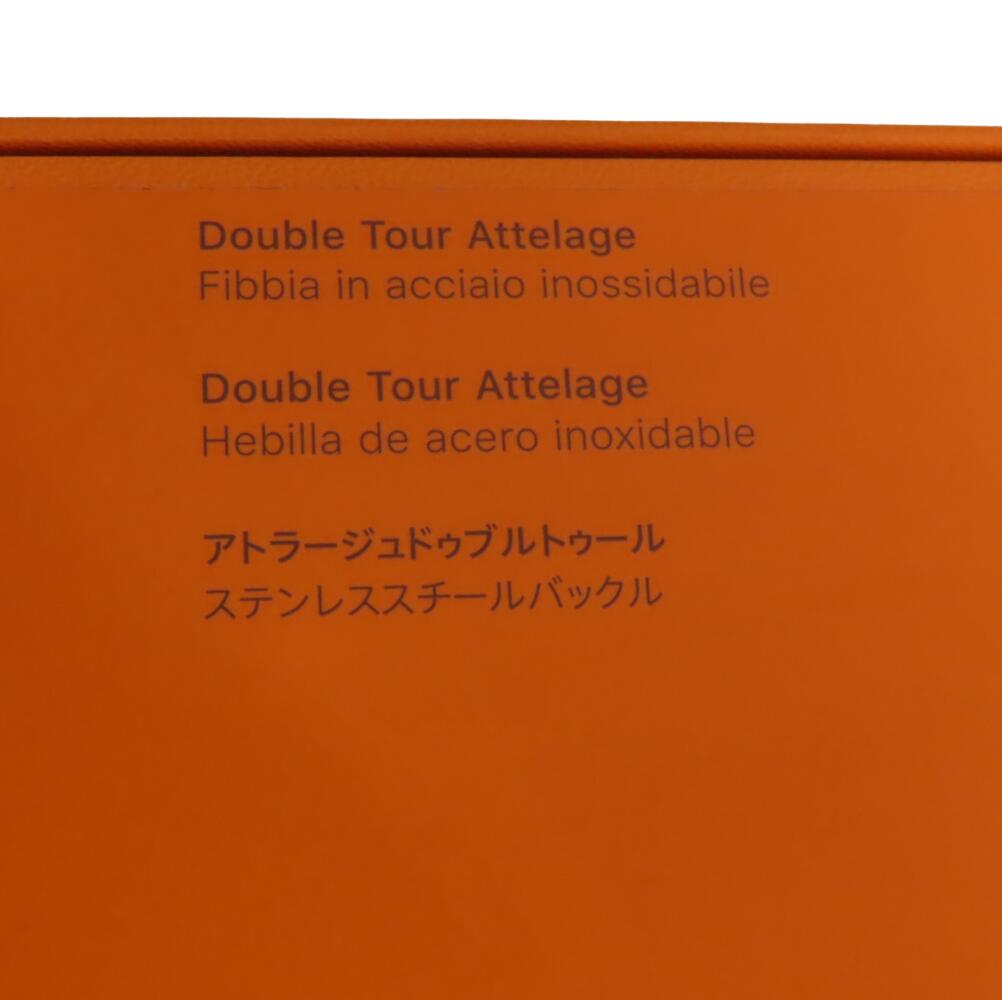 Double Tour Attelage
Fibbia in acciaio inossidabile
Double Tour Attelage
Hebilla de acero inoxidable
アトラージュドゥブルトゥール
ステンレススチールバックル